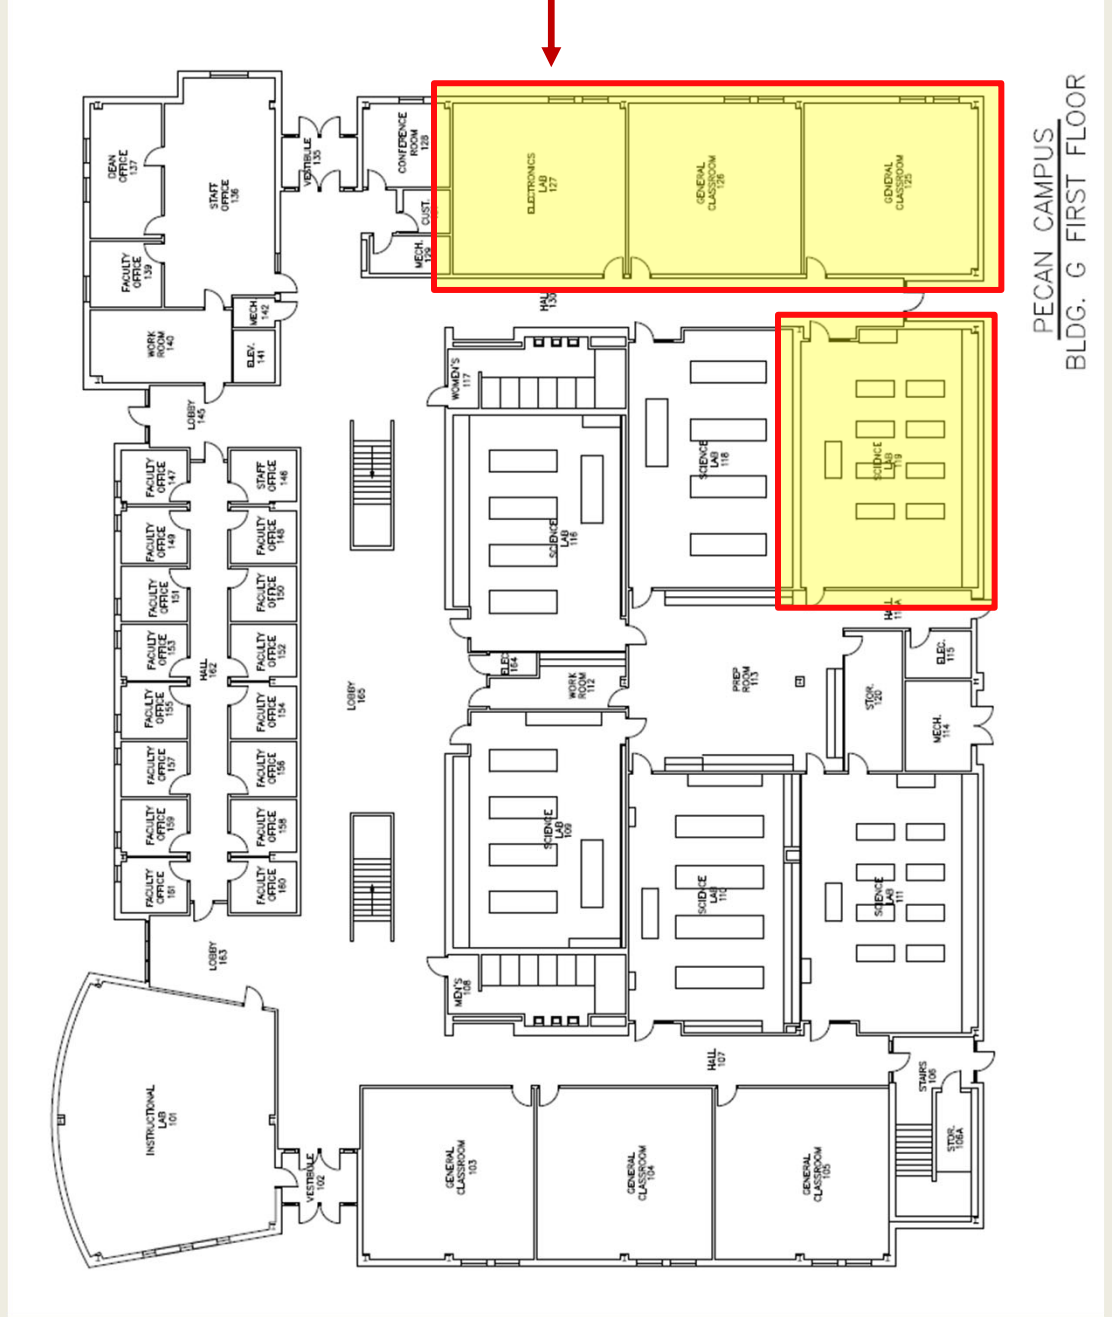 PECAN CAMPUS
BLDG. G FIRST FLOOR
DEAN
OFFICE
137
STAFF
OFFICE
136
VESTIBULE
135
CONFERENCE
ROOM
128
ELECTRONICS
LAB
127
GENERAL
CLASSROOM
126
GENERAL
CLASSROOM
125
CUST.
MECH.
129
FACULTY
OFFICE
139
MECH.
142
WORK
ROOM
140
ELEV.
141
HALL
130
WOMEN'S
117
SCIENCE
LAB
118
SCIENCE
LAB
119
LOBBY
145
FACULTY
OFFICE
147
STAFF
OFFICE
146
FACULTY
OFFICE
149
FACULTY
OFFICE
148
SCIENCE
LAB
116
FACULTY
OFFICE
151
FACULTY
OFFICE
150
HALL
FACULTY
OFFICE
153
HALL
162
FACULTY
OFFICE
152
ELEC.
164
ELEC.
115
LOBBY
165
WORK
ROOM
112
PREP
ROOM
113
STOR.
120
MECH.
114
FACULTY
OFFICE
155
FACULTY
OFFICE
154
FACULTY
OFFICE
157
FACULTY
OFFICE
156
FACULTY
OFFICE
159
FACULTY
OFFICE
158
SCIENCE
LAB
109
FACULTY
OFFICE
161
FACULTY
OFFICE
160
SCIENCE
LAB
110
SCIENCE
LAB
111
LOBBY
163
MEN'S
108
HALL
107
STAIRS
106
INSTRUCTIONAL
LAB
101
VESTIBULE
102
GENERAL
CLASSROOM
103
GENERAL
CLASSROOM
104
GENERAL
CLASSROOM
105
STOR.
106A